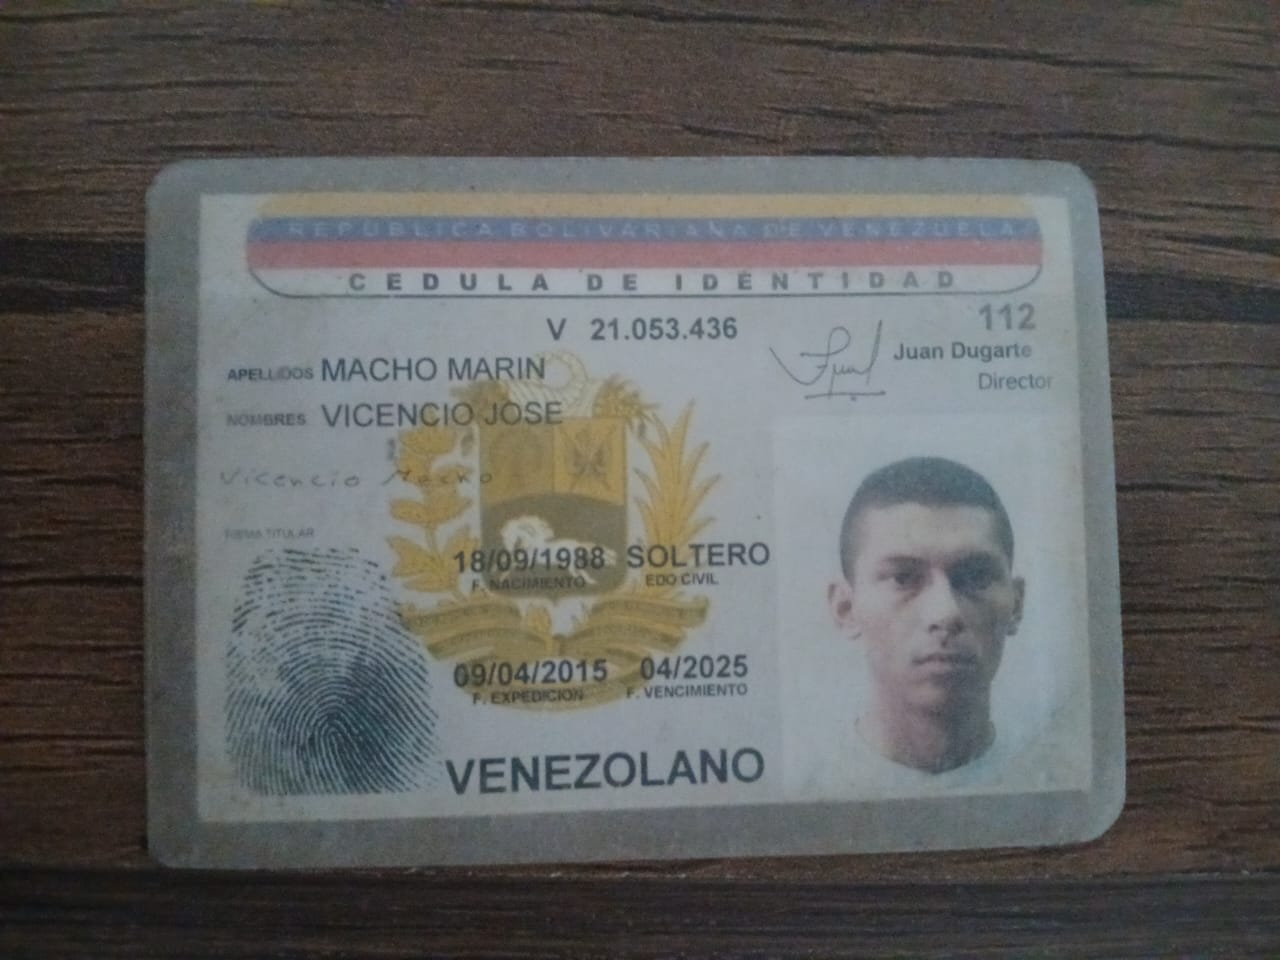 REPUBLICA BOLIVARIANA DE VENEZUELA
CEDULA DE IDENTIDAD
V 21.053.436
112
Juan Dugarte
Director
APELLIDOS MACHO MARIN
NOMBRES VICENCIO JOSE
Vicencio Macho
FIRMA TITULAR
18/09/1988 SOLTERO
F. NACIMIENTO EDO CIVIL
09/04/2015 04/2025
F. EXPEDICION F. VENCIMIENTO
VENEZOLANO